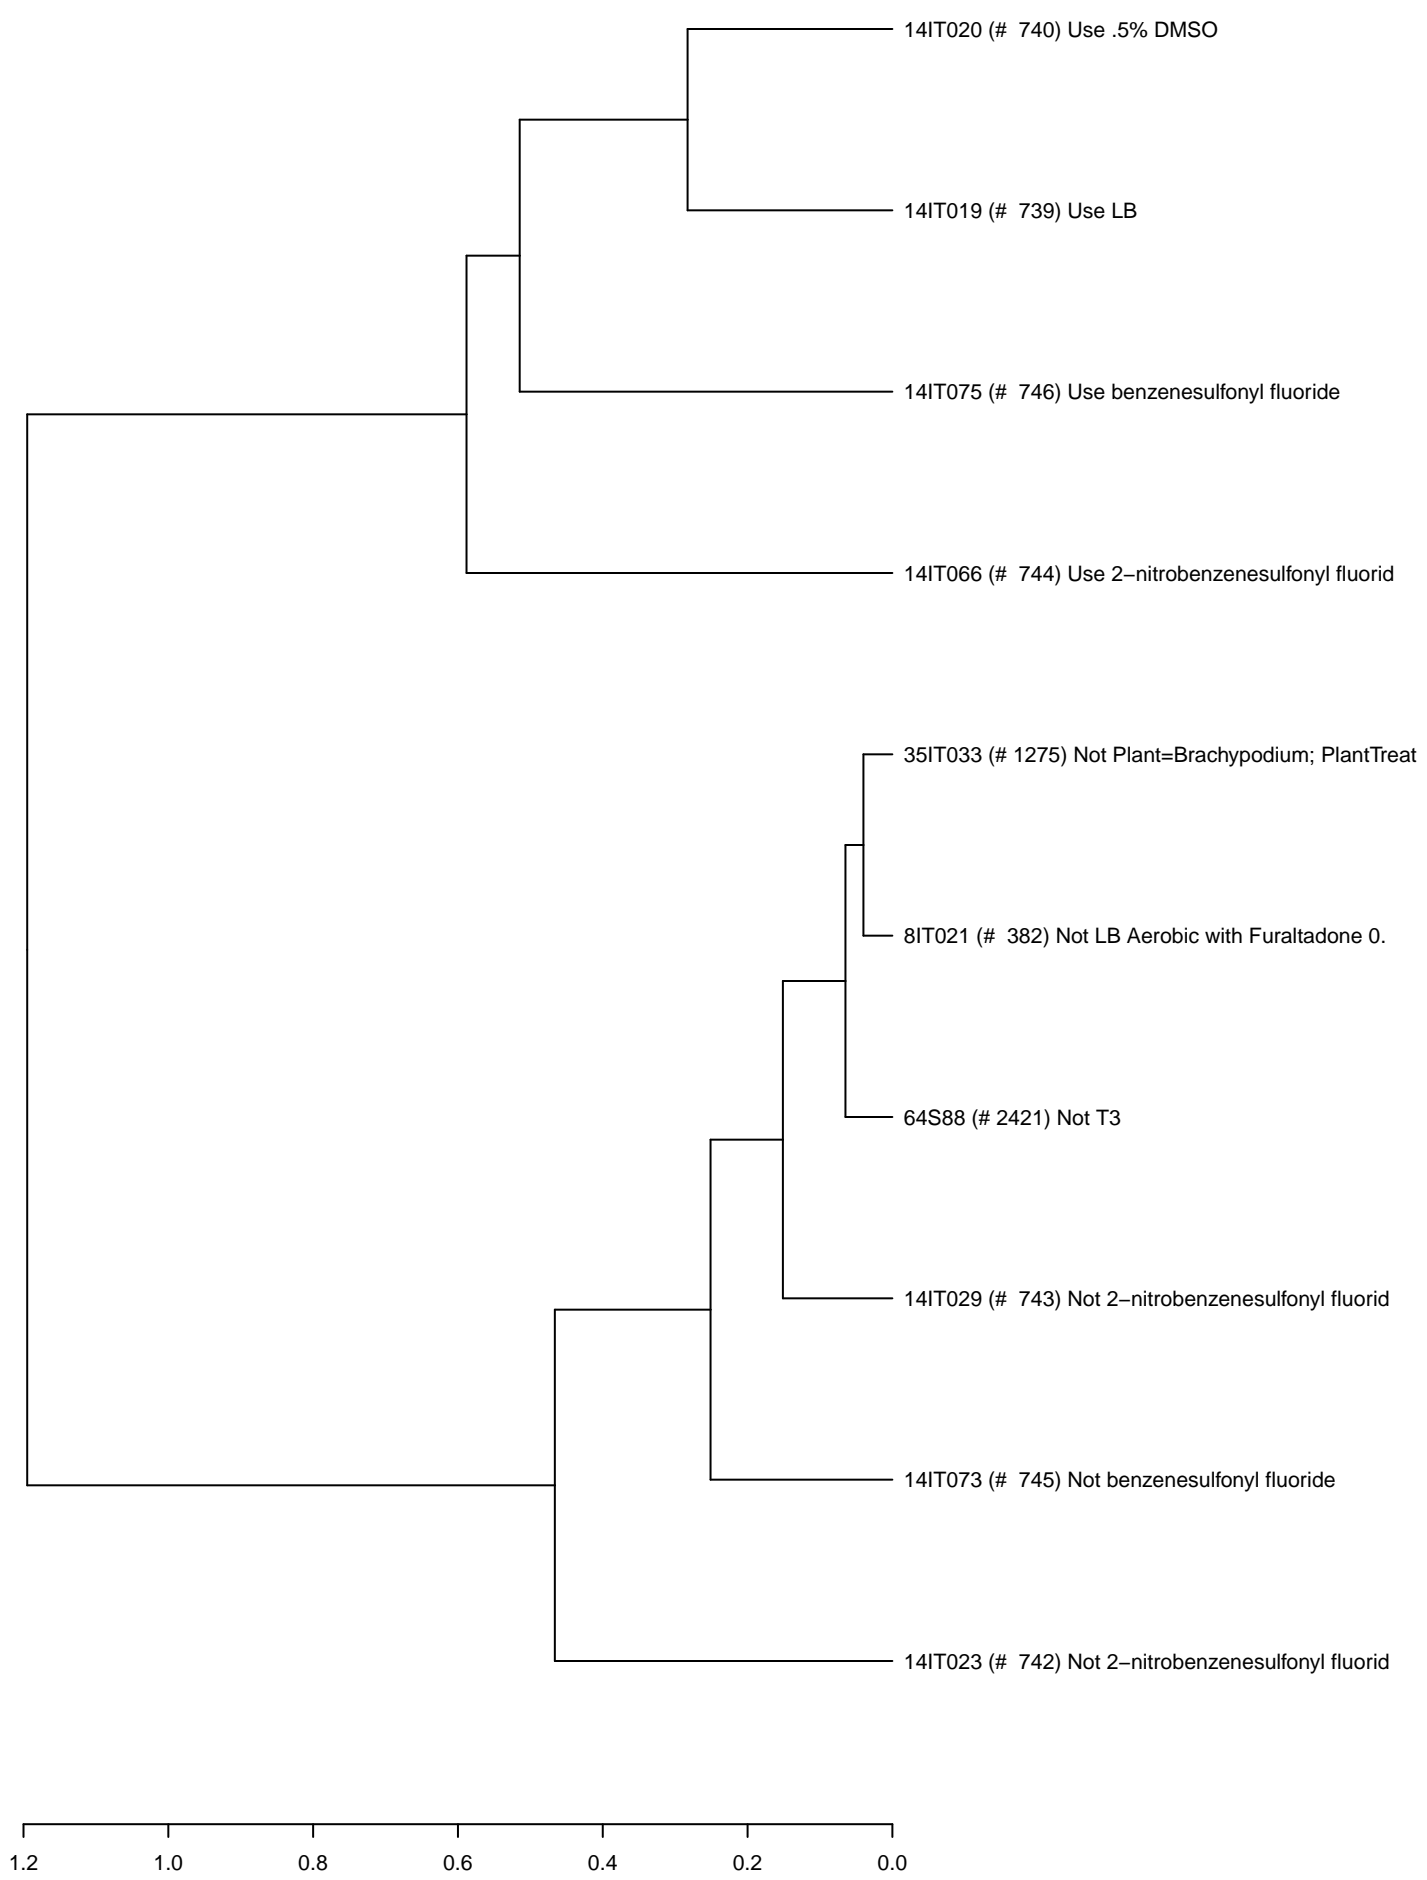 14IT020 (#  740) Use .5% DMSO
14IT019 (#  739) Use LB
14IT075 (#  746) Use benzenesulfonyl fluoride
14IT066 (#  744) Use 2−nitrobenzenesulfonyl fluorid
35IT033 (# 1275) Not Plant=Brachypodium; PlantTreat
8IT021 (#  382) Not LB Aerobic with Furaltadone 0.
64S88 (# 2421) Not T3
14IT029 (#  743) Not 2−nitrobenzenesulfonyl fluorid
14IT073 (#  745) Not benzenesulfonyl fluoride
14IT023 (#  742) Not 2−nitrobenzenesulfonyl fluorid
1.2 1.0 0.8 0.6 0.4 0.2 0.0